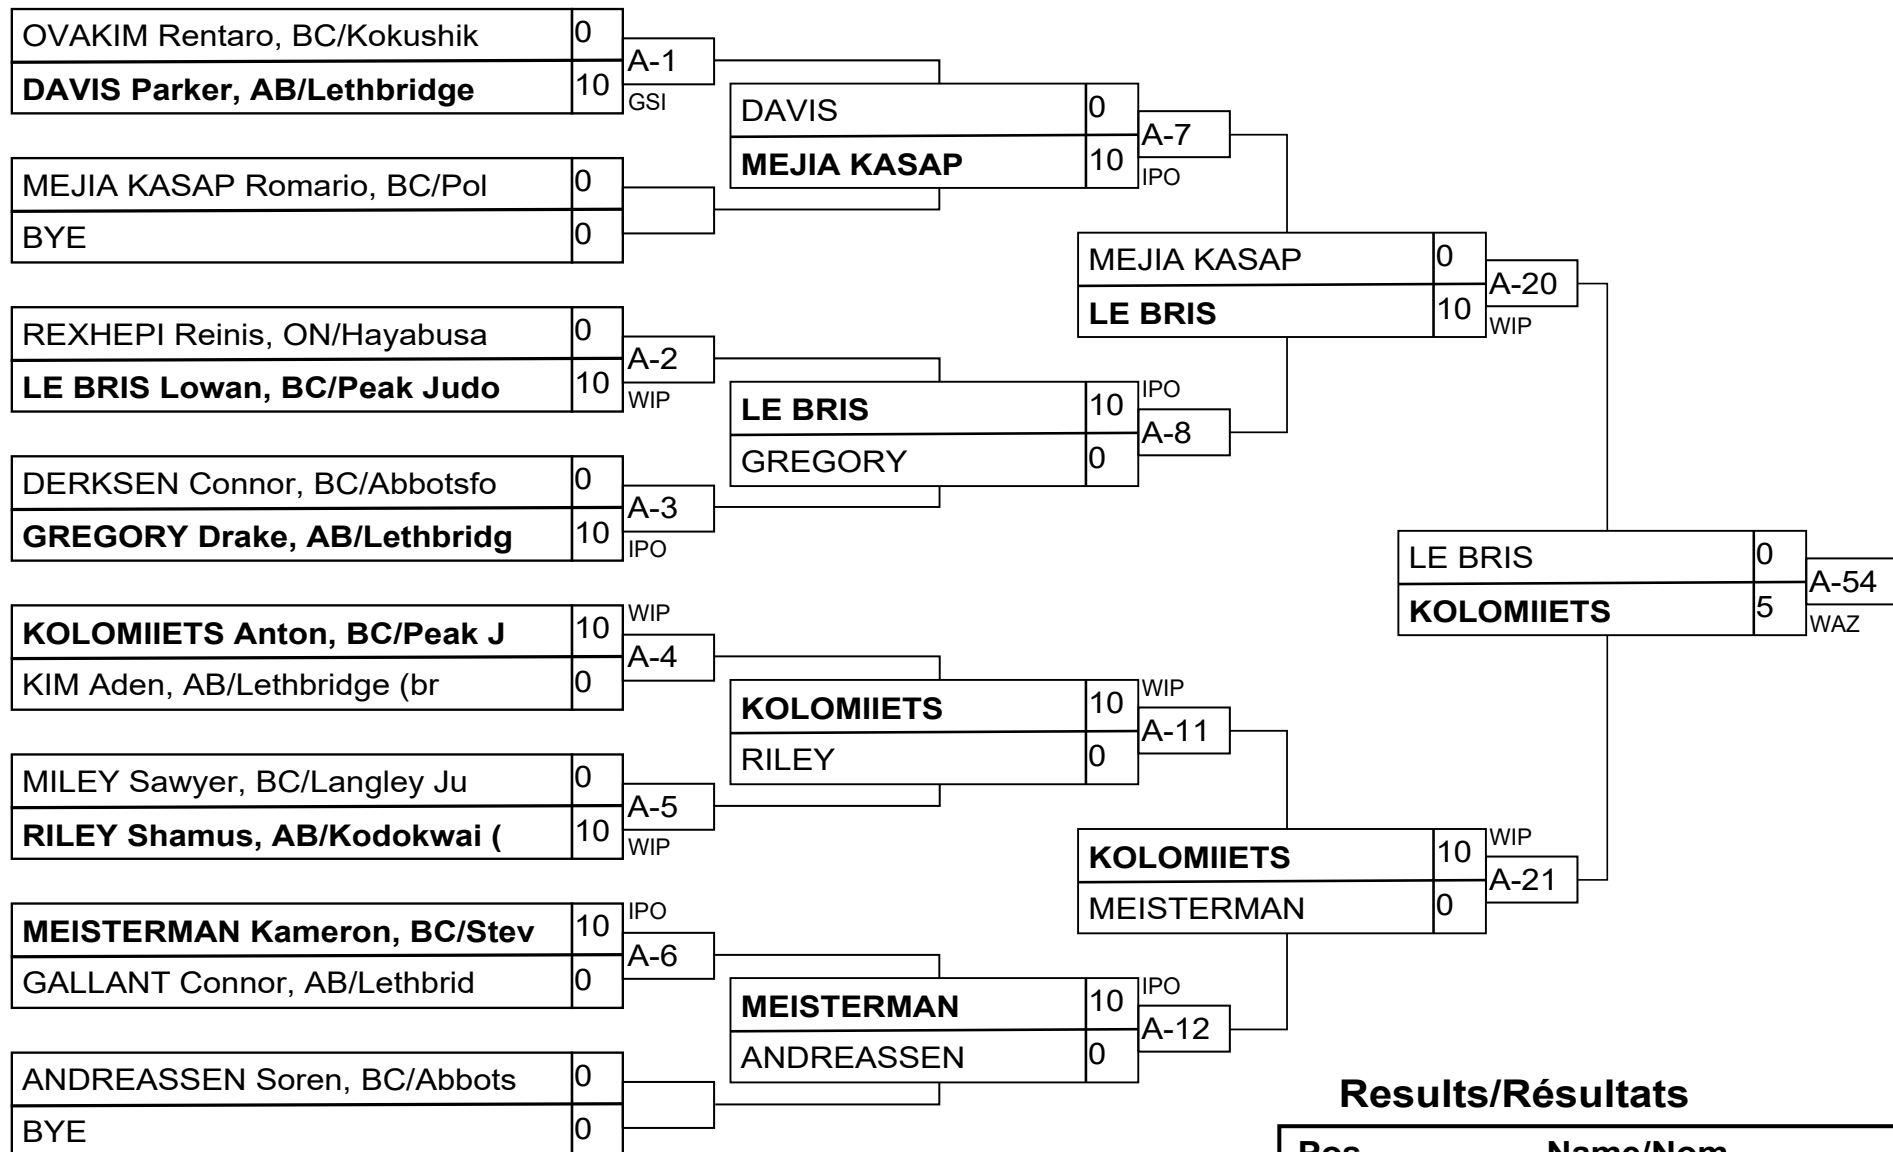 OVAKIM Rentaro, BC/Kokushik 0
A-1
DAVIS Parker, AB/Lethbridge 10
GSI
MEJIA KASAP Romario, BC/Pol 0
BYE 0
REXHEPI Reinis, ON/Hayabusa 0
A-2
LE BRIS Lowan, BC/Peak Judo 10
WIP
DERKSEN Connor, BC/Abbotsfo 0
A-3
GREGORY Drake, AB/Lethbridg 10
IPO
KOLOMIIETS Anton, BC/Peak J 10
WIP
A-4
KIM Aden, AB/Lethbridge (br 0
MILEY Sawyer, BC/Langley Ju 0
A-5
RILEY Shamus, AB/Kodokwai ( 10
WIP
MEISTERMAN Kameron, BC/Stev 10
IPO
A-6
GALLANT Connor, AB/Lethbrid 0
ANDREASSEN Soren, BC/Abbots 0
BYE 0
DAVIS 0
A-7
MEJIA KASAP 10
IPO
LE BRIS 10
IPO
A-8
GREGORY 0
KOLOMIIETS 10
WIP
A-11
RILEY 0
MEISTERMAN 10
IPO
A-12
ANDREASSEN 0
MEJIA KASAP 0
A-20
LE BRIS 10
WIP
KOLOMIIETS 10
WIP
A-21
MEISTERMAN 0
LE BRIS 0
A-54
KOLOMIIETS 5
WAZ
Results/Résultats
Pos Name/Nom